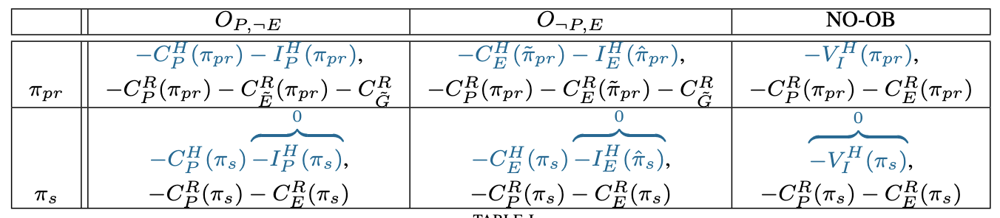 $O_{P,\neg E}$ $O_{\neg P,E}$ NO-OB
$-C_P^H(\pi_{pr}) - I_P^H(\pi_{pr}),$ $-C_E^H(\tilde{\pi}_{pr}) - I_E^H(\hat{\pi}_{pr}),$ $-V_I^H(\pi_{pr}),$
$\pi_{pr}$ $-C_P^R(\pi_{pr}) - C_{\tilde{E}}^R(\pi_{pr}) - C_{\tilde{G}}^R$ $-C_P^R(\pi_{pr}) - C_E^R(\tilde{\pi}_{pr}) - C_{\tilde{G}}^R$ $-C_P^R(\pi_{pr}) - C_E^R(\pi_{pr})$
$-C_P^H(\pi_s) \overbrace{-I_P^H(\pi_s)}^{0},$ $-C_E^H(\pi_s) \overbrace{-I_E^H(\hat{\pi}_s)}^{0},$ $\overbrace{-V_I^H(\pi_s)}^{0},$
$\pi_s$ $-C_P^R(\pi_s) - C_E^R(\pi_s)$ $-C_P^R(\pi_s) - C_E^R(\pi_s)$ $-C_P^R(\pi_s) - C_E^R(\pi_s)$
TABLE I